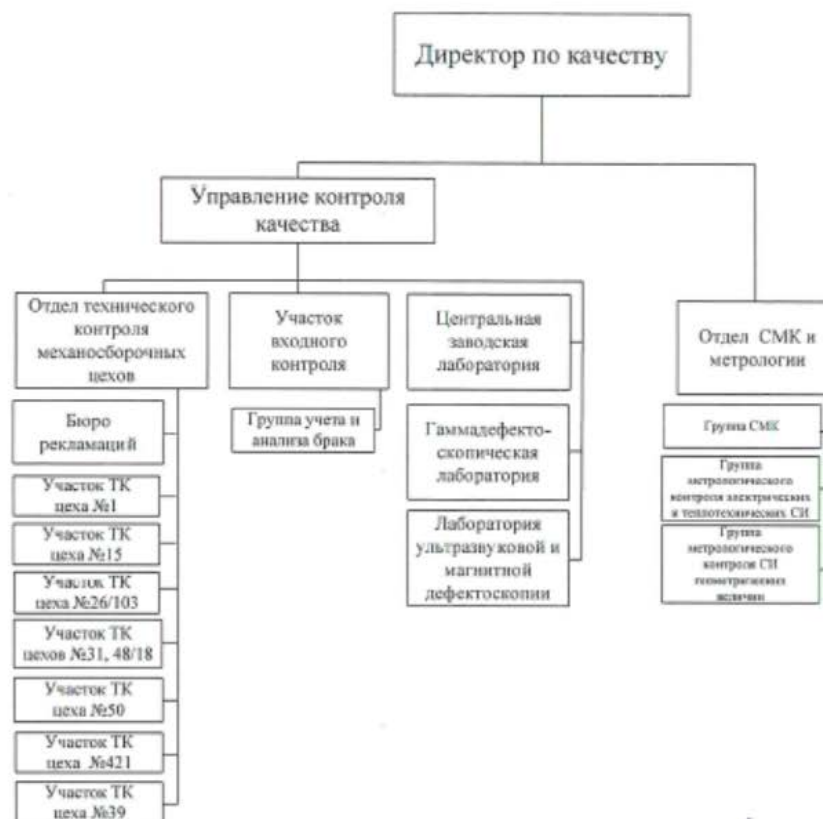 Директор по качеству
Управление контроля
качества
Отдел технического
контроля
механосборочных
цехов
Бюро
рекламаций
Участок ТК
цеха №1
Участок ТК
цеха №15
Участок ТК
цеха №26/103
Участок ТК
цехов №31, 48/18
Участок ТК
цеха №50
Участок ТК
цеха №421
Участок ТК
цеха №39
Участок
входного
контроля
Группа учета и
анализа брака
Центральная
заводская
лаборатория
Гаммадефекто-
скопическая
лаборатория
Лаборатория
ультразвуковой и
магнитной
дефектоскопии
Отдел СМК и
метрологии
Группа СМК
Группа
метрологического
контроля электрических
и теплотехнических СИ
Группа
метрологического
контроля СИ
геометрических
величин